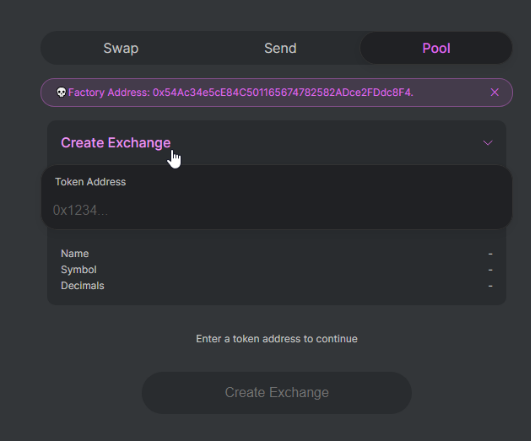 Swap Send Pool
💀Factory Address: 0x54Ac34e5cE84C501165674782582ADce2FDdc8F4.
Create Exchange
Token Address
0x1234...
Name -
Symbol -
Decimals -
Enter a token address to continue
Create Exchange